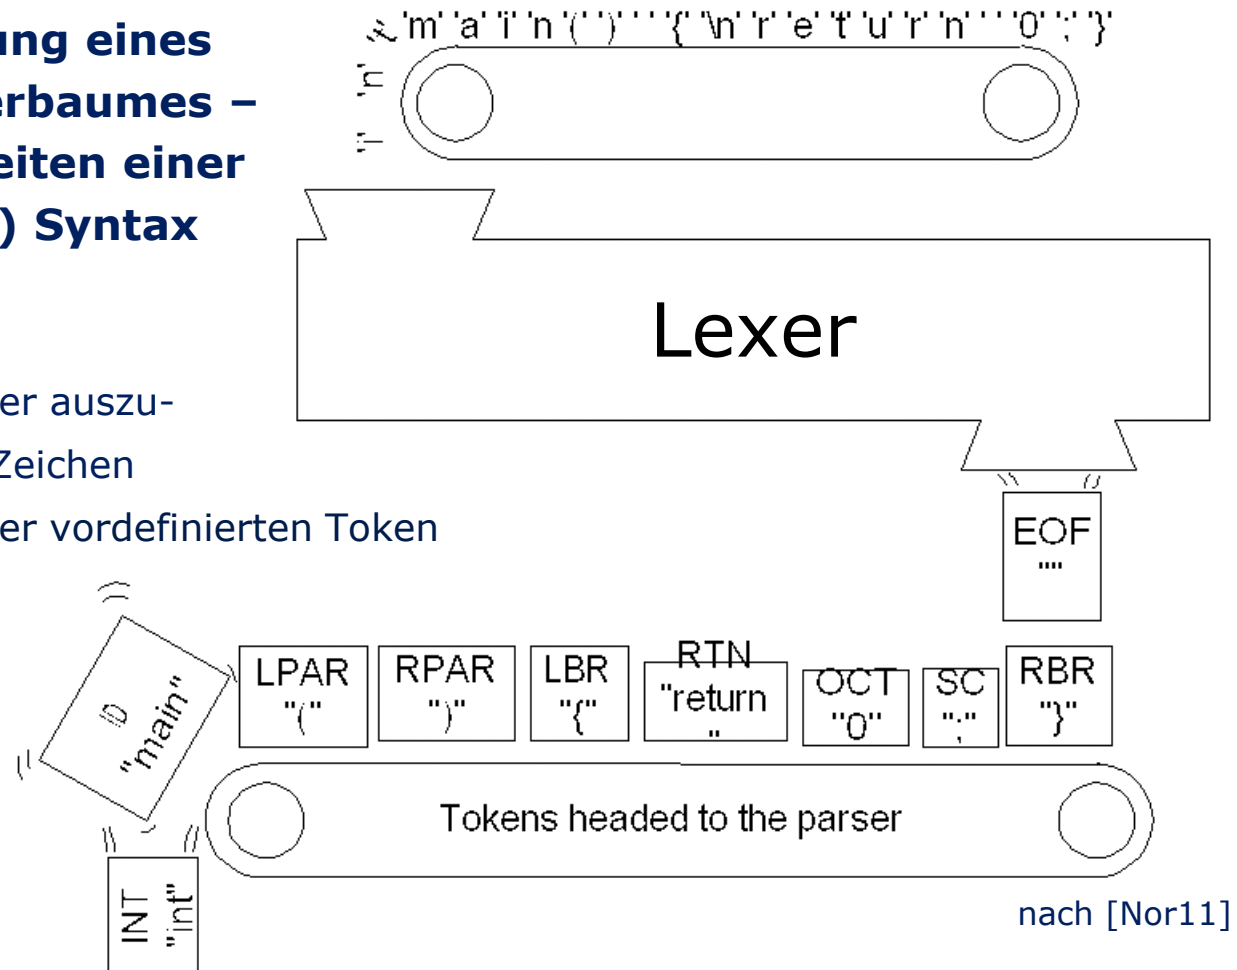 ung eines
erbaumes –
eiten einer
) Syntax
er auszu-
Zeichen
er vordefinierten Token
'i' 'n'
'm' 'a' 'i' 'n' '(' ')' ' ' '{' '\n' 'r' 'e' 't' 'u' 'r' 'n' ' ' '0' ';' '}'
Lexer
EOF
""
INT
"int"
ID
"main"
LPAR
"("
RPAR
")"
LBR
"{"
RTN
"return
"
OCT
"0"
SC
";"
RBR
"}"
Tokens headed to the parser
nach [Nor11]